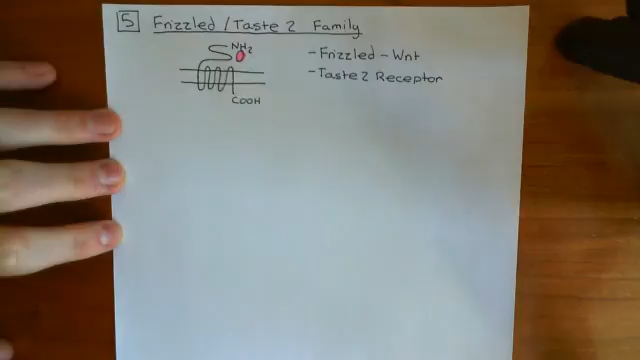 5 Frizzled / Taste 2 Family
NH2
- Frizzled - Wnt
- Taste 2 Receptor
COOH